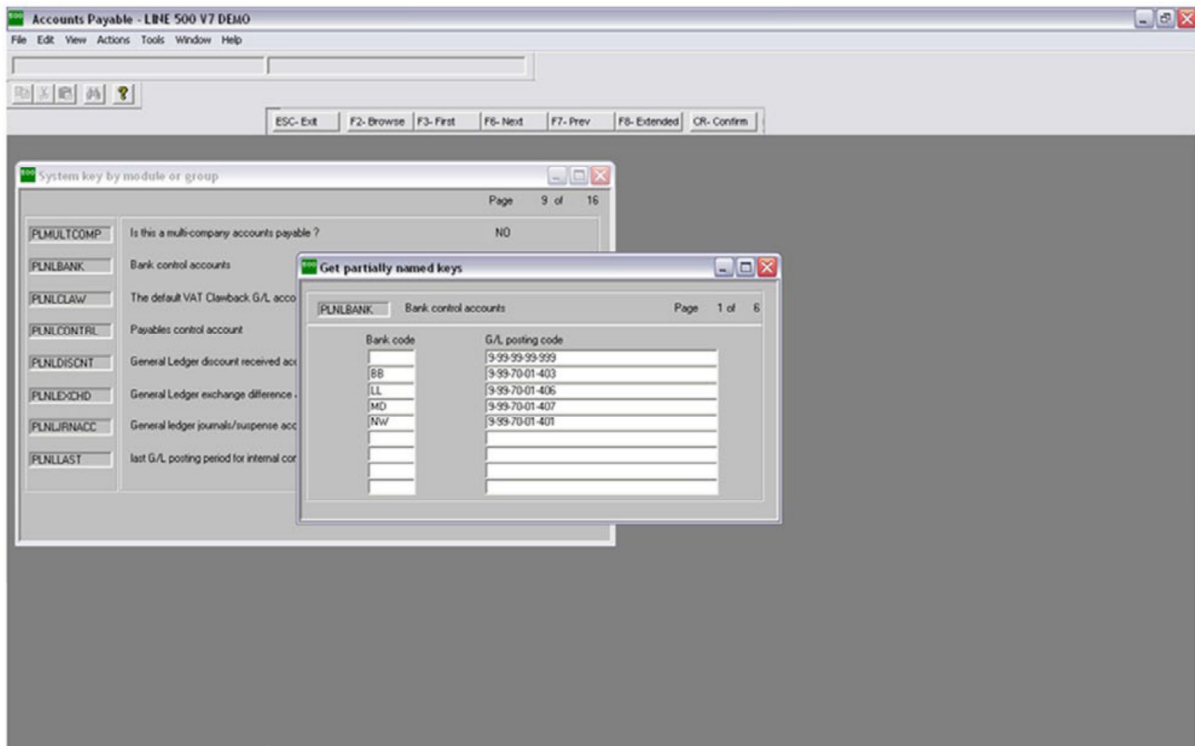 Accounts Payable - LINE 500 V7 DEMO
File Edit View Actions Tools Window Help
ESC- Exit F2- Browse F3- First F6- Next F7- Prev F8- Extended CR- Confirm
System key by module or group
Page 9 of 16
PLMULTCOMP Is this a multi-company accounts payable ? NO
PLNLBANK Bank control accounts
PLNLCLAW The default VAT Clawback G/L acco
PLNLCONTRL Payables control account
PLNLDISCNT General Ledger discount received acc
PLNLEXCHD General Ledger exchange difference
PLNLJRNACC General ledger journals/suspense acc
PLNLLAST last G/L posting period for internal cor
Get partially named keys
PLNLBANK Bank control accounts Page 1 of 6
Bank code G/L posting code
9-99-99-99-999
BB 9-99-70-01-403
LL 9-99-70-01-406
MD 9-99-70-01-407
NW 9-99-70-01-401